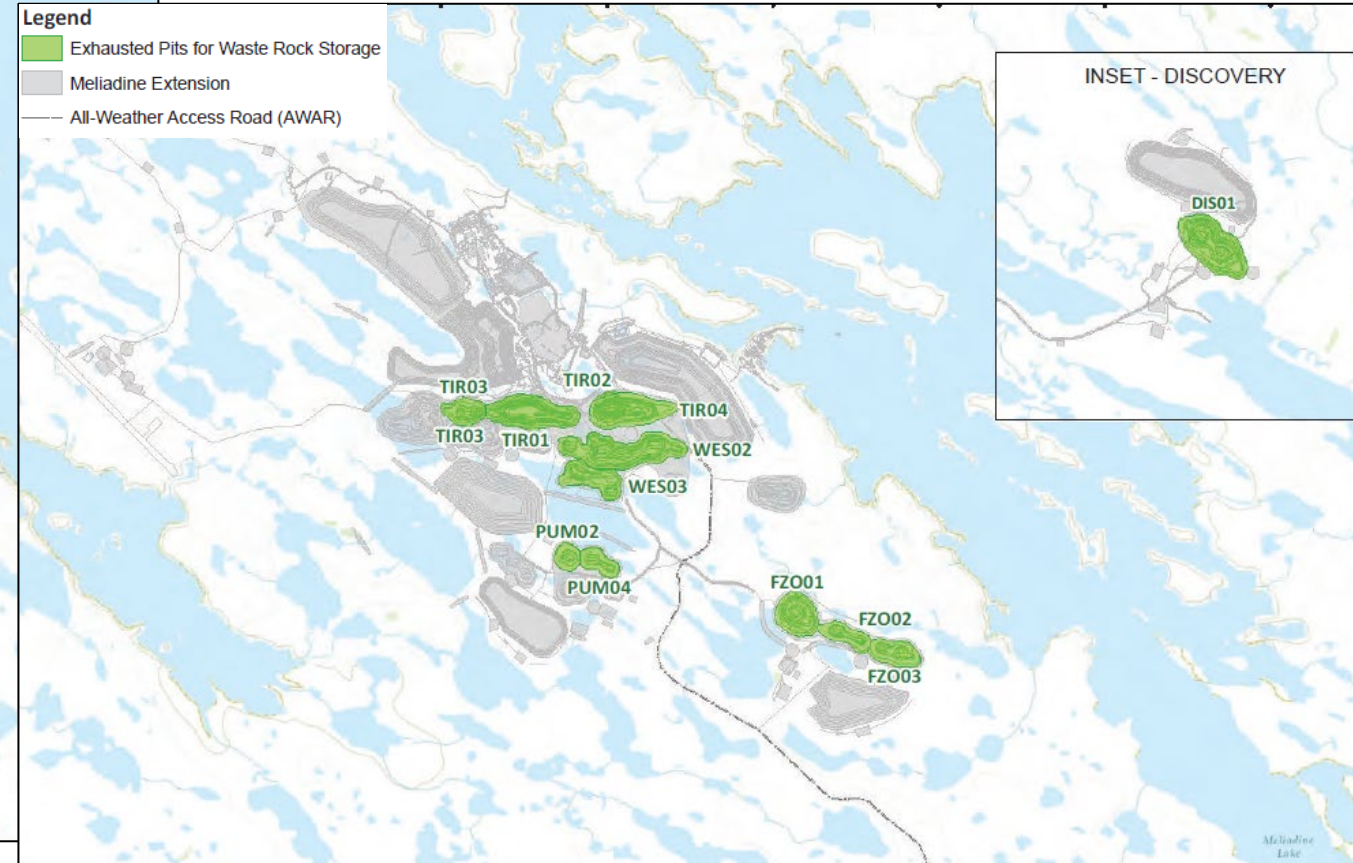 Legend
Exhausted Pits for Waste Rock Storage
Meliadine Extension
All-Weather Access Road (AWAR)
INSET - DISCOVERY
DIS01
TIR03
TIR02
TIR04
TIR03
TIR01
WES02
WES03
PUM02
PUM04
FZO01
FZO02
FZO03
Meliadine
Lake